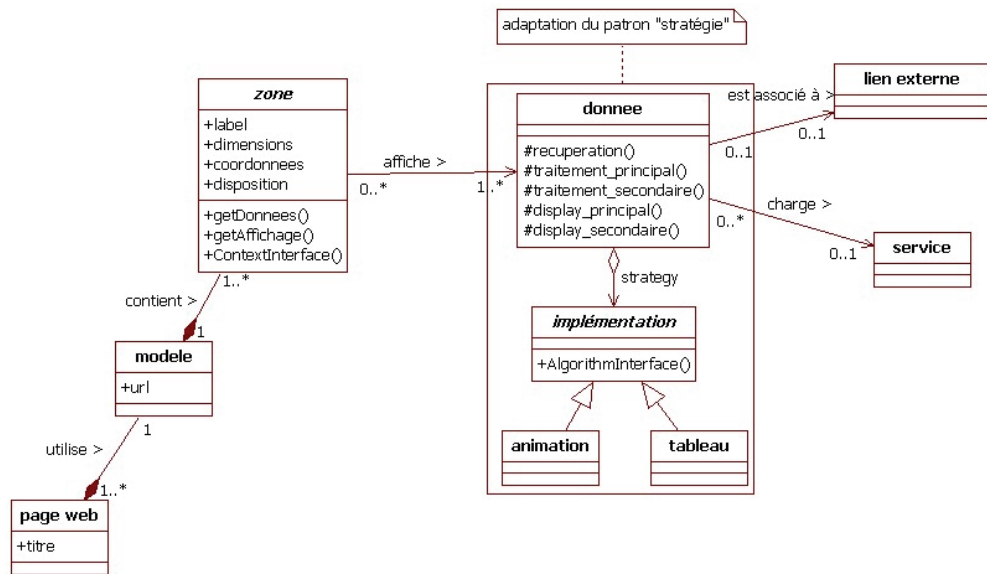 adaptation du patron "stratégie"
zone
+label
+dimensions
+coordonnees
+disposition
+getDonnees()
+getAffichage()
+ContextInterface()
affiche >
0..*
1..*
donnee
#recuperation()
#traitement_principal()
#traitement_secondaire()
#display_principal()
#display_secondaire()
lien externe
est associé à >
0..1
0..1
charge >
0..*
0..1
service
strategy
implémentation
+AlgorithmInterface()
animation
tableau
1..*
contient >
1
modele
+url
1
utilise >
1..*
page web
+titre